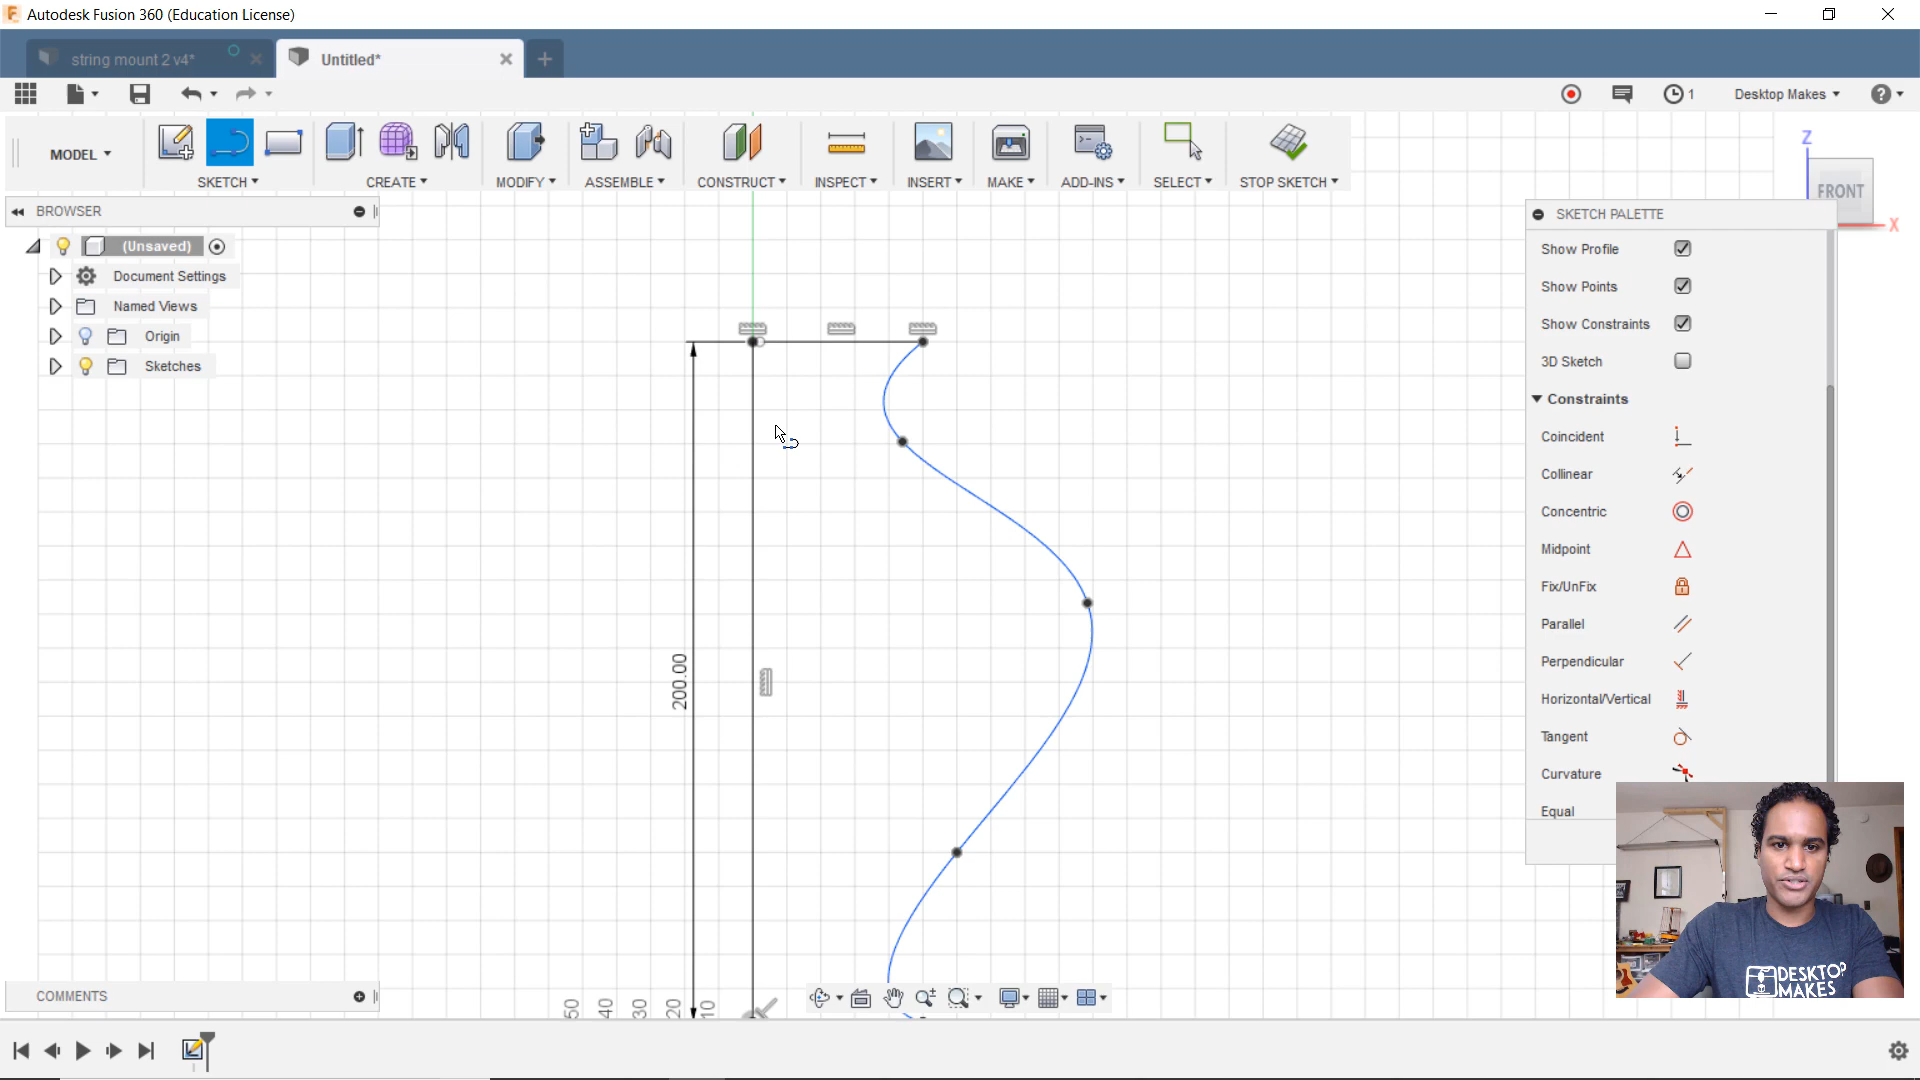 Autodesk Fusion 360 (Education License)
string mount 2 v4*
Untitled*
1
Desktop Makes
?
MODEL
SKETCH
CREATE
MODIFY
ASSEMBLE
CONSTRUCT
INSPECT
INSERT
MAKE
ADD-INS
SELECT
STOP SKETCH
Z
FRONT
X
BROWSER
(Unsaved)
Document Settings
Named Views
Origin
Sketches
SKETCH PALETTE
Show Profile
Show Points
Show Constraints
3D Sketch
Constraints
Coincident
Collinear
Concentric
Midpoint
Fix/UnFix
Parallel
Perpendicular
Horizontal/Vertical
Tangent
Curvature
Equal
200.00
50
40
30
20
10
COMMENTS
DESKTOP
MAKES